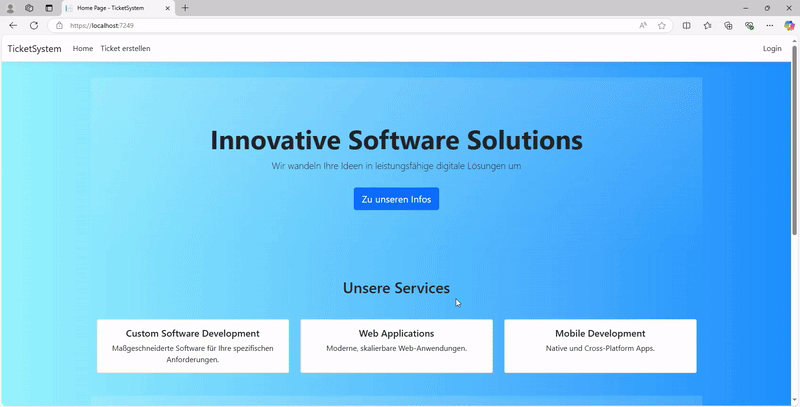 Home Page - TicketSystem
https://localhost:7249
TicketSystem Home Ticket erstellen Login
Innovative Software Solutions
Wir wandeln Ihre Ideen in leistungsfähige digitale Lösungen um
Zu unseren Infos
Unsere Services
Custom Software Development
Maßgeschneiderte Software für Ihre spezifischen
Anforderungen.
Web Applications
Moderne, skalierbare Web-Anwendungen.
Mobile Development
Native und Cross-Platform Apps.